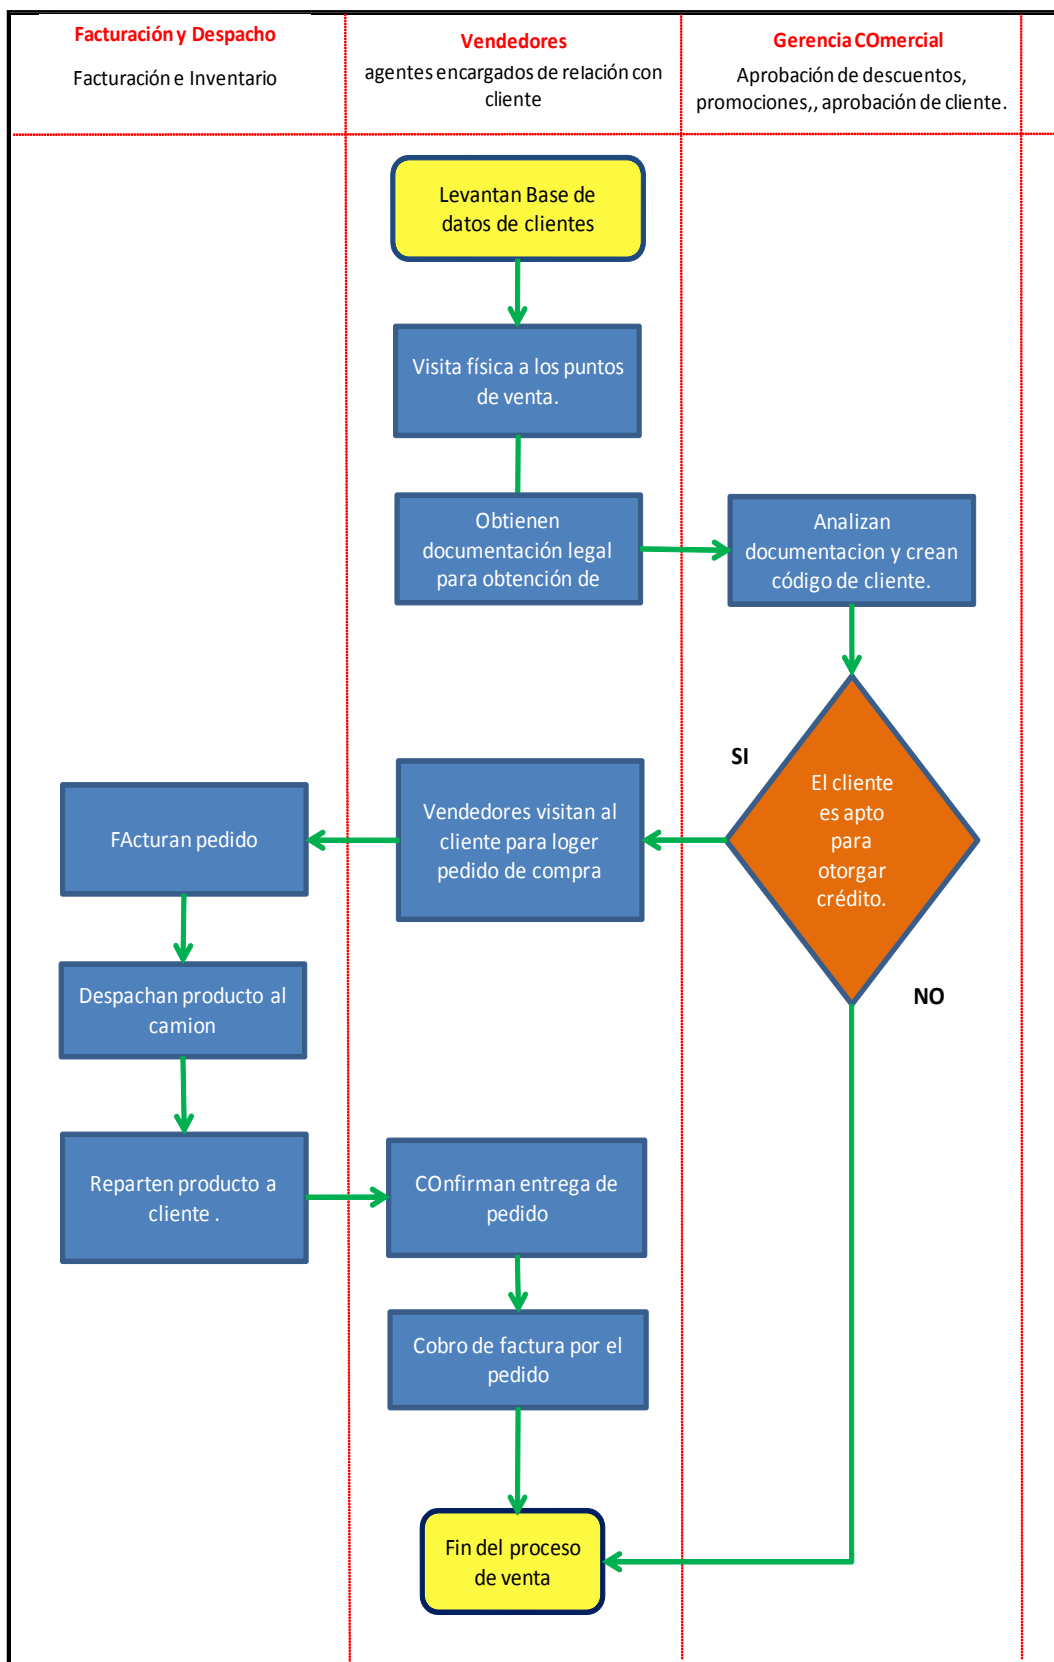 Facturación y Despacho
Facturación e Inventario
Vendedores
agentes encargados de relación con
cliente
Gerencia COmercial
Aprobación de descuentos,
promociones,, aprobación de cliente.
Levantan Base de
datos de clientes
Visita física a los puntos
de venta.
Obtienen
documentación legal
para obtención de
Analizan
documentacion y crean
código de cliente.
El cliente
es apto
para
otorgar
crédito.
SI
NO
Vendedores visitan al
cliente para loger
pedido de compra
FActuran pedido
Despachan producto al
camion
Reparten producto a
cliente .
COnfirman entrega de
pedido
Cobro de factura por el
pedido
Fin del proceso
de venta